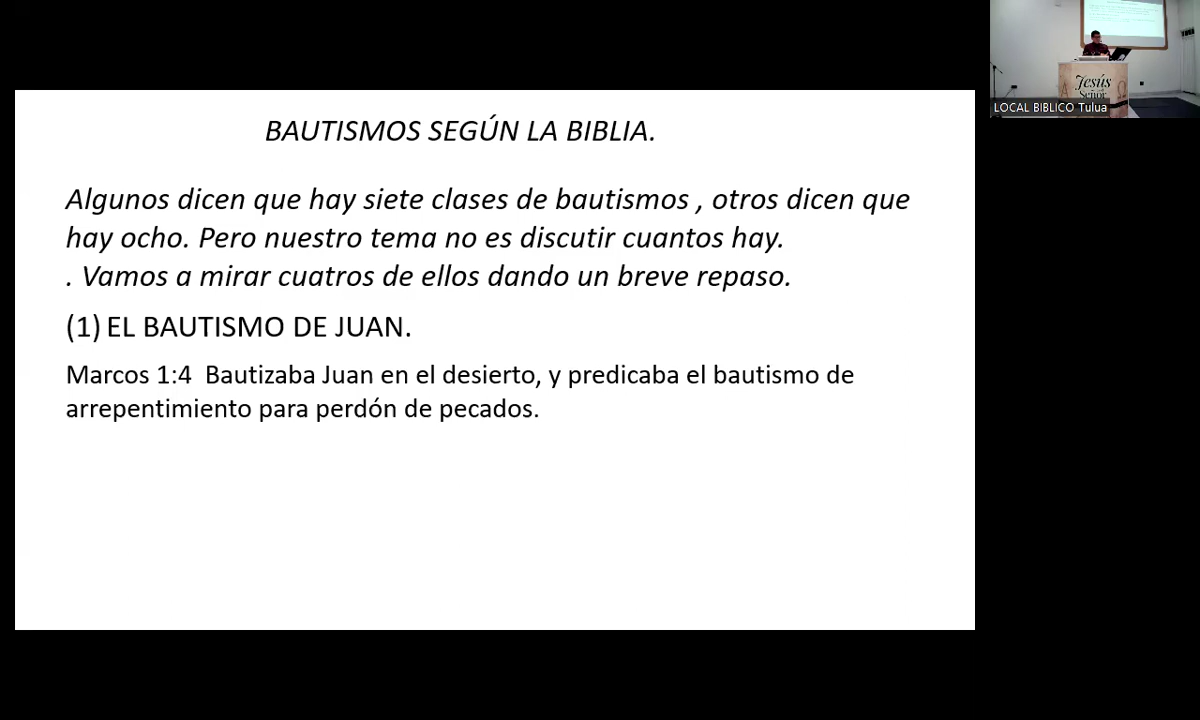 BAUTISMOS SEGÚN LA BIBLIA.
Algunos dicen que hay siete clases de bautismos , otros dicen que
hay ocho. Pero nuestro tema no es discutir cuantos hay.
. Vamos a mirar cuatros de ellos dando un breve repaso.
(1) EL BAUTISMO DE JUAN.
Marcos 1:4 Bautizaba Juan en el desierto, y predicaba el bautismo de
arrepentimiento para perdón de pecados.
Jesús
Señor
A Ω
LOCAL BIBLICO Tulua